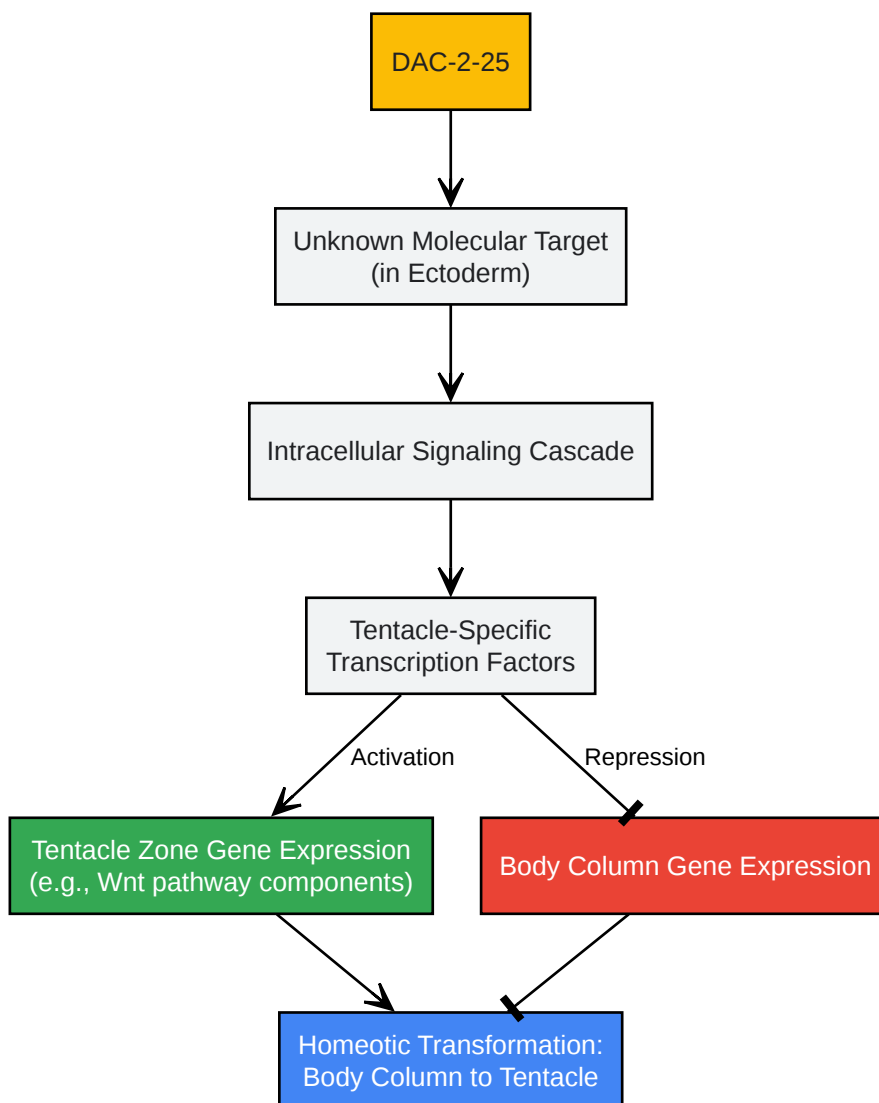 DAC-2-25
Unknown Molecular Target
(in Ectoderm)
Intracellular Signaling Cascade
Tentacle-Specific
Transcription Factors
Activation
Repression
Tentacle Zone Gene Expression
(e.g., Wnt pathway components)
Body Column Gene Expression
Homeotic Transformation:
Body Column to Tentacle